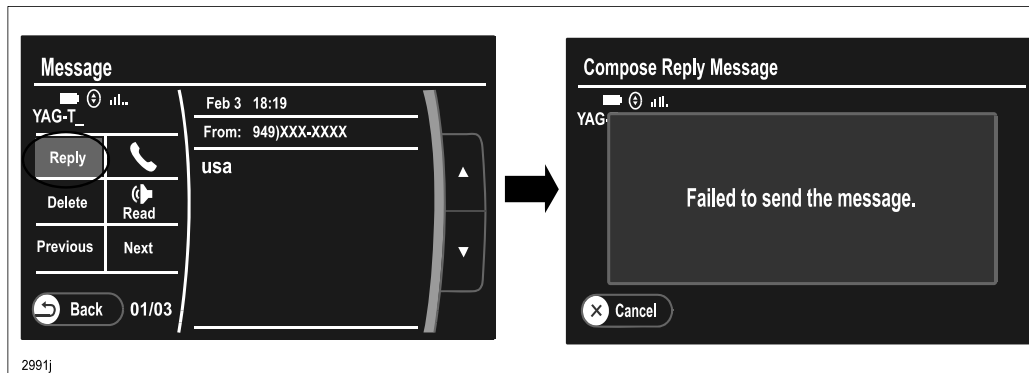 Message
YAG-T_
Reply
Delete
Read
Previous
Next
Back
01/03
Feb 3 18:19
From: 949)XXX-XXXX
usa
Compose Reply Message
YAG-
Failed to send the message.
Cancel
2991j